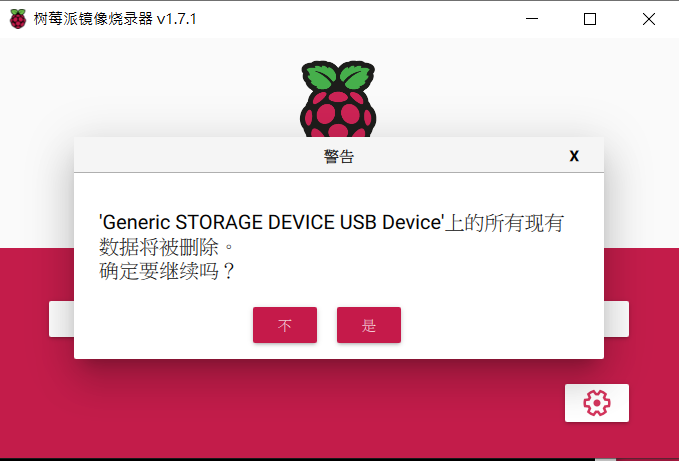 树莓派镜像烧录器 v1.7.1
警告
X
'Generic STORAGE DEVICE USB Device'上的所有现有
数据将被删除。
确定要继续吗？
不
是